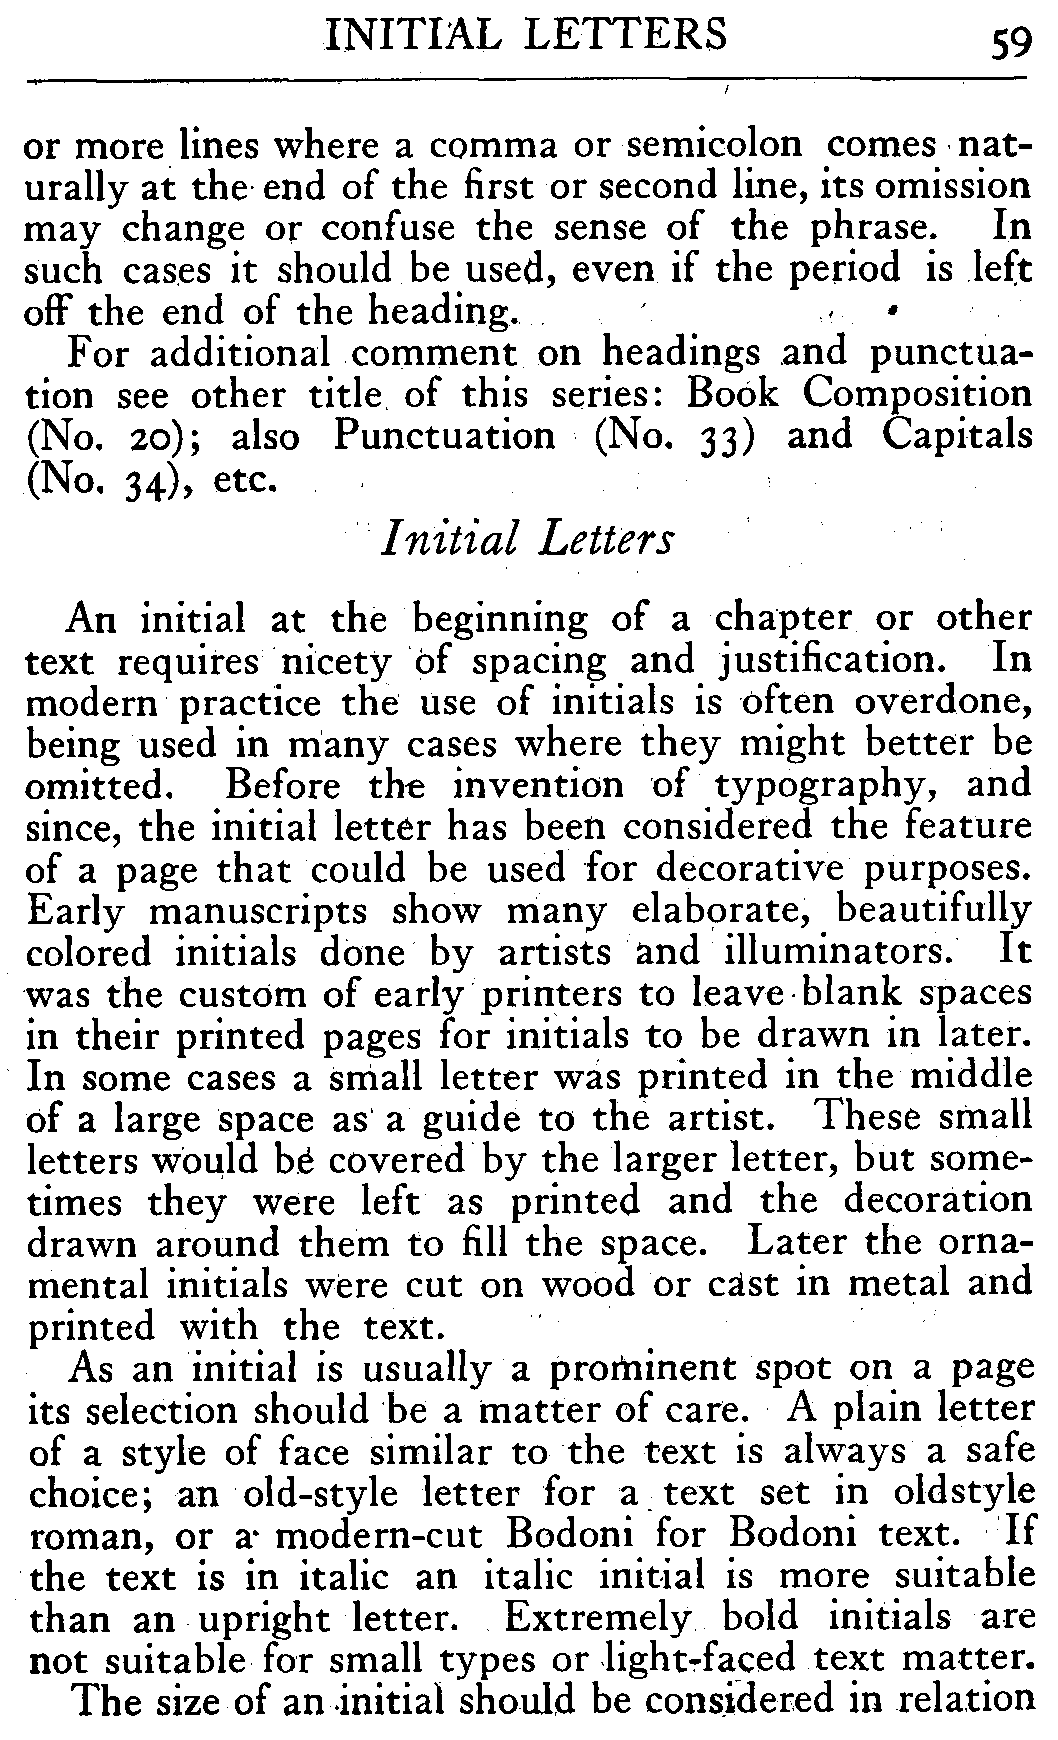 INITIAL LETTERS 59
or more lines where a comma or semicolon comes nat-
urally at the end of the first or second line, its omission
may change or confuse the sense of the phrase. In
such cases it should be used, even if the period is left
off the end of the heading.
For additional comment on headings and punctua-
tion see other title of this series: Book Composition
(No. 20); also Punctuation (No. 33) and Capitals
(No. 34), etc.
Initial Letters
An initial at the beginning of a chapter or other
text requires nicety of spacing and justification. In
modern practice the use of initials is often overdone,
being used in many cases where they might better be
omitted. Before the invention of typography, and
since, the initial letter has been considered the feature
of a page that could be used for decorative purposes.
Early manuscripts show many elaborate, beautifully
colored initials done by artists and illuminators. It
was the custom of early printers to leave blank spaces
in their printed pages for initials to be drawn in later.
In some cases a small letter was printed in the middle
of a large space as a guide to the artist. These small
letters would be covered by the larger letter, but some-
times they were left as printed and the decoration
drawn around them to fill the space. Later the orna-
mental initials were cut on wood or cast in metal and
printed with the text.
As an initial is usually a prominent spot on a page
its selection should be a matter of care. A plain letter
of a style of face similar to the text is always a safe
choice; an old-style letter for a text set in oldstyle
roman, or a modern-cut Bodoni for Bodoni text. If
the text is in italic an italic initial is more suitable
than an upright letter. Extremely bold initials are
not suitable for small types or light-faced text matter.
The size of an initial should be considered in relation